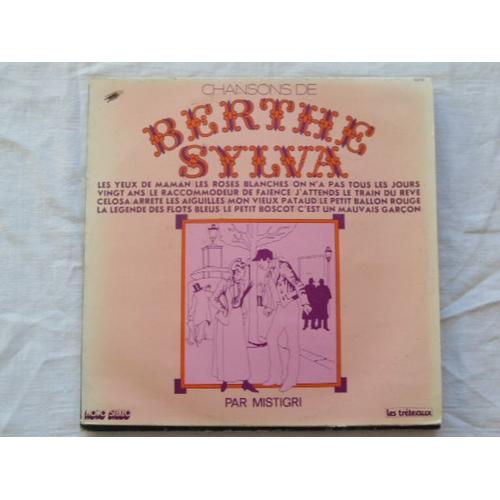 CHANSONS DE
BERTHE
SYLVA
LES YEUX DE MAMAN LES ROSES BLANCHES ON N'A PAS TOUS LES JOURS
VINGT ANS LE RACCOMMODEUR DE FAIENCE J'ATTENDS LE TRAIN DU REVE
CELOSA ARRETE LES AIGUILLES MON VIEUX PATAUD LE PETIT BALLON ROUGE
LA LEGENDE DES FLOTS BLEUS LE PETIT BOSCOT C'EST UN MAUVAIS GARÇON
PAR MISTIGRI
MONO STEREO
les tréteaux